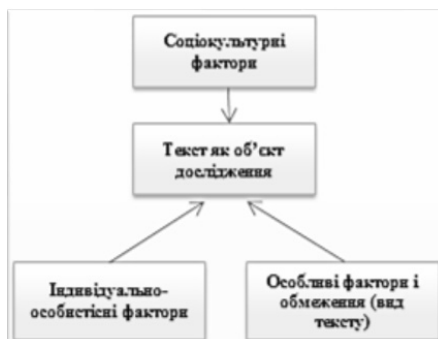 Соціокультурні
фактори
Текст як об’єкт
дослідження
Індивідуально-
особистісні фактори
Особливі фактори і
обмеження (вид
тексту)